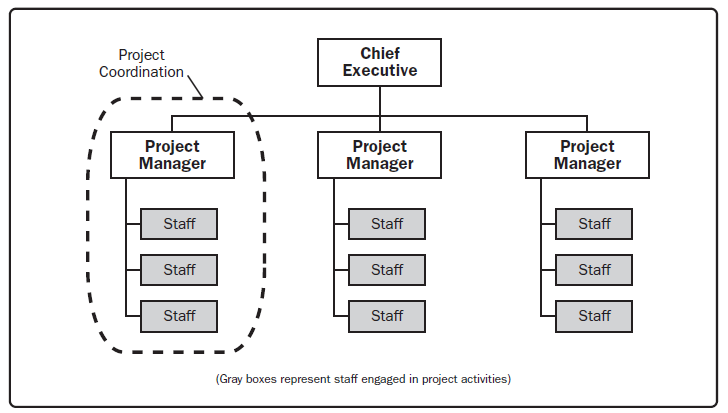 Project
Coordination
Chief
Executive
Project
Manager
Project
Manager
Project
Manager
Staff
Staff
Staff
Staff
Staff
Staff
Staff
Staff
Staff
(Gray boxes represent staff engaged in project activities)